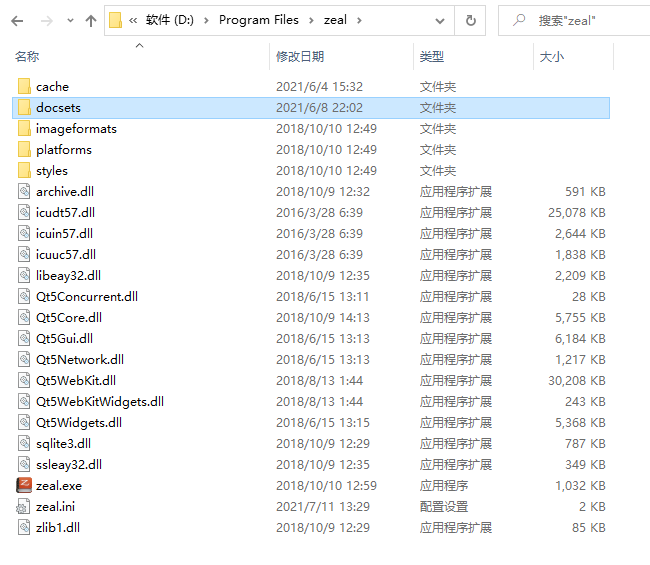 « 软件 (D:) > Program Files > zeal > 搜索"zeal"
名称 修改日期 类型 大小
cache 2021/6/4 15:32 文件夹
docsets 2021/6/8 22:02 文件夹
imageformats 2018/10/10 12:49 文件夹
platforms 2018/10/10 12:49 文件夹
styles 2018/10/10 12:49 文件夹
archive.dll 2018/10/9 12:32 应用程序扩展 591 KB
icudt57.dll 2016/3/28 6:39 应用程序扩展 25,078 KB
icuin57.dll 2016/3/28 6:39 应用程序扩展 2,644 KB
icuuc57.dll 2016/3/28 6:39 应用程序扩展 1,838 KB
libeay32.dll 2018/10/9 12:35 应用程序扩展 2,209 KB
Qt5Concurrent.dll 2018/6/15 13:11 应用程序扩展 28 KB
Qt5Core.dll 2018/10/9 14:13 应用程序扩展 5,755 KB
Qt5Gui.dll 2018/6/15 13:13 应用程序扩展 6,184 KB
Qt5Network.dll 2018/6/15 13:13 应用程序扩展 1,217 KB
Qt5WebKit.dll 2018/8/13 1:44 应用程序扩展 30,208 KB
Qt5WebKitWidgets.dll 2018/8/13 1:44 应用程序扩展 243 KB
Qt5Widgets.dll 2018/6/15 13:15 应用程序扩展 5,368 KB
sqlite3.dll 2018/10/9 12:29 应用程序扩展 787 KB
ssleay32.dll 2018/10/9 12:35 应用程序扩展 349 KB
zeal.exe 2018/10/10 12:59 应用程序 1,032 KB
zeal.ini 2021/7/11 13:29 配置设置 2 KB
zlib1.dll 2018/10/9 12:29 应用程序扩展 85 KB